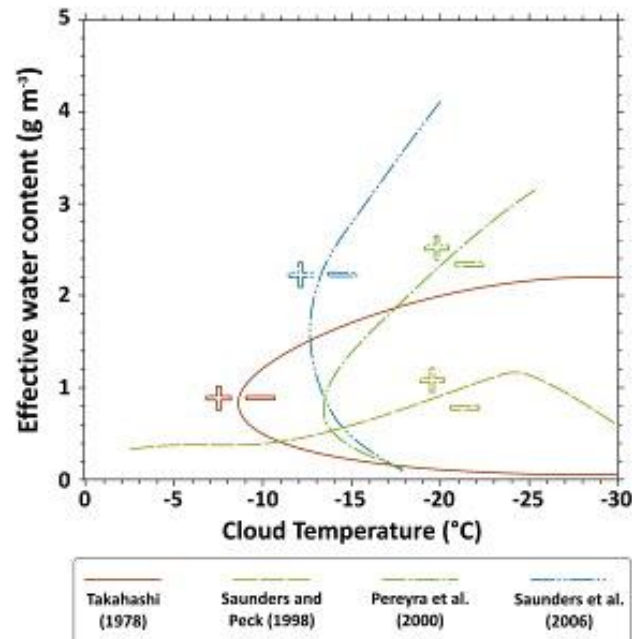 Effective water content (g m⁻³)
5
4
3
2
1
0
0 -5 -10 -15 -20 -25 -30
+ −
+ −
+ −
+ −
Cloud Temperature (°C)
Takahashi
(1978)
Saunders and
Peck (1998)
Pereyra et al.
(2000)
Saunders et al.
(2006)